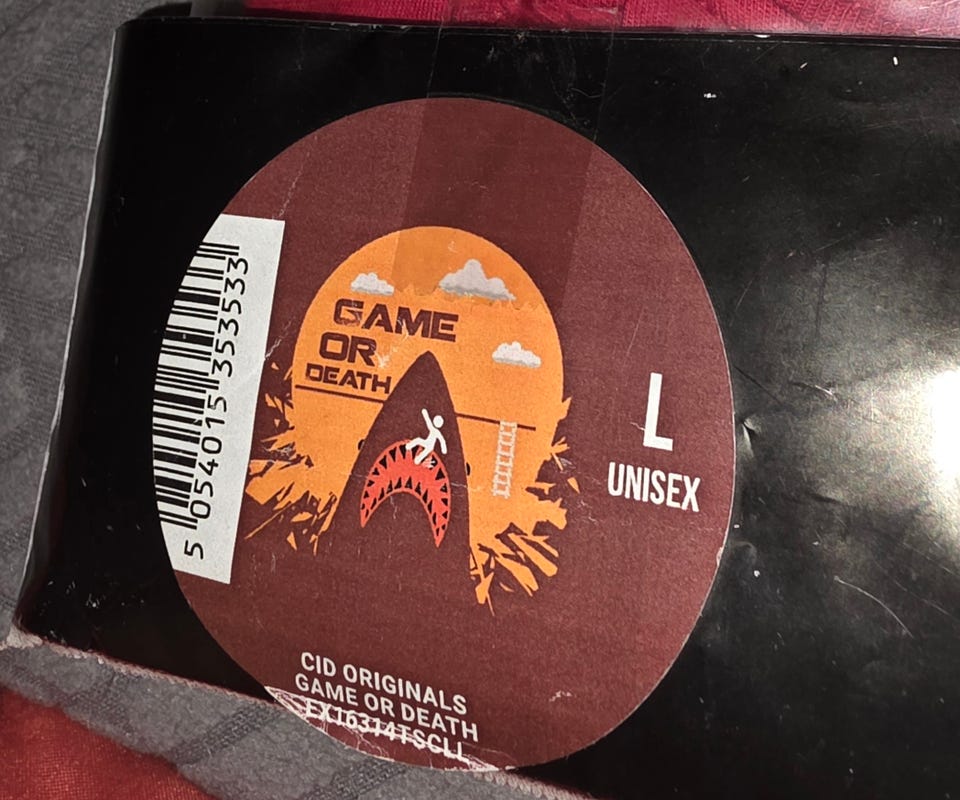 GAME
OR
DEATH
L
UNISEX
5 054015 353533
CID ORIGINALS
GAME OR DEATH
EX16314TSCLL